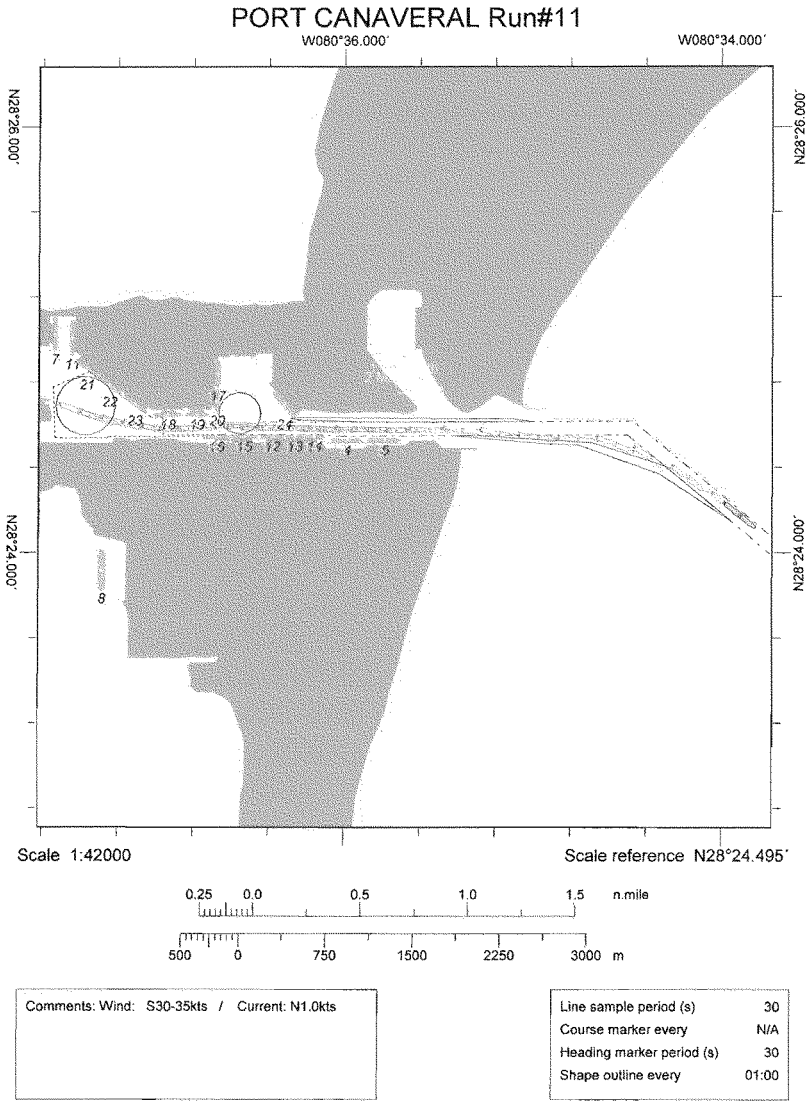 PORT CANAVERAL Run#11
W080°36.000´ W080°34.000´
N28°26.000´ N28°26.000´
7 11
21
22 17
23 18 19 20 24
15 12 13 14 4 5
N28°24.000´ N28°24.000´
8
Scale 1:42000 Scale reference N28°24.495´
0.25 0.0 0.5 1.0 1.5 n.mile
500 0 750 1500 2250 3000 m
Comments: Wind: S30-35kts / Current: N1.0kts
Line sample period (s) 30
Course marker every N/A
Heading marker period (s) 30
Shape outline every 01:00